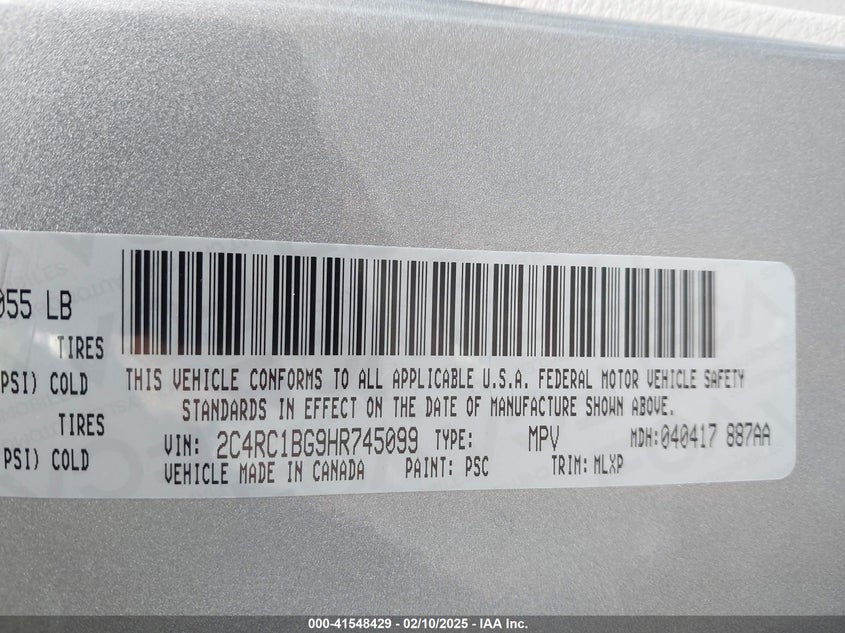 055 LB
TIRES
PSI) COLD
TIRES
PSI) COLD
THIS VEHICLE CONFORMS TO ALL APPLICABLE U.S.A. FEDERAL MOTOR VEHICLE SAFETY
STANDARDS IN EFFECT ON THE DATE OF MANUFACTURE SHOWN ABOVE.
VIN: 2C4RC1BG9HR745099 TYPE: MPV MDH:040417 887AA
VEHICLE MADE IN CANADA PAINT: PSC TRIM: MLXP
000-41548429 - 02/10/2025 - IAA Inc.